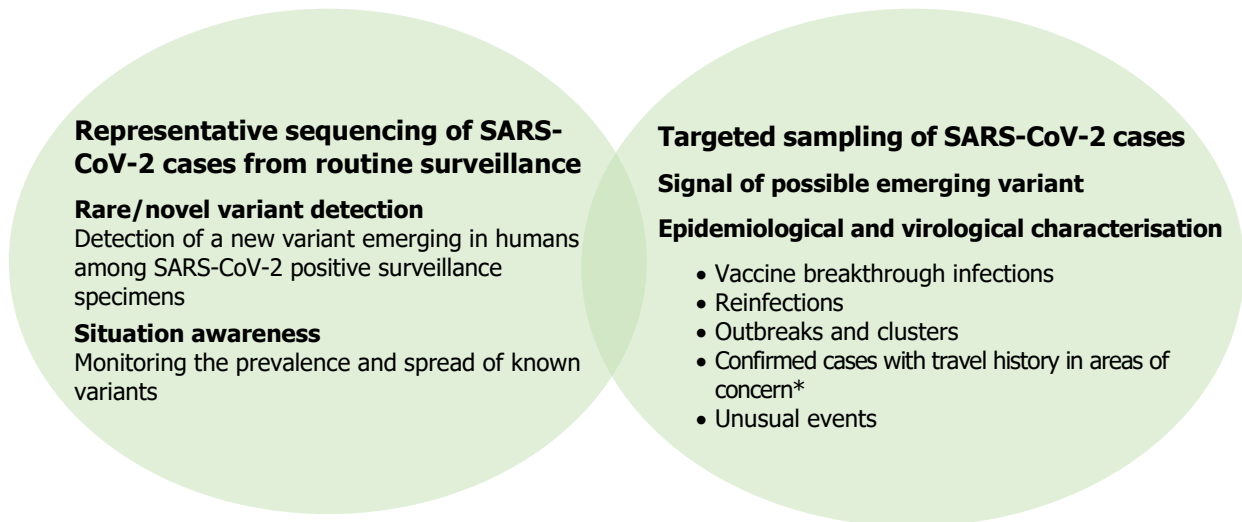 Representative sequencing of SARS-
CoV-2 cases from routine surveillance
Rare/novel variant detection
Detection of a new variant emerging in humans
among SARS-CoV-2 positive surveillance
specimens
Situation awareness
Monitoring the prevalence and spread of known
variants
Targeted sampling of SARS-CoV-2 cases
Signal of possible emerging variant
Epidemiological and virological characterisation
• Vaccine breakthrough infections
• Reinfections
• Outbreaks and clusters
• Confirmed cases with travel history in areas of
concern*
• Unusual events